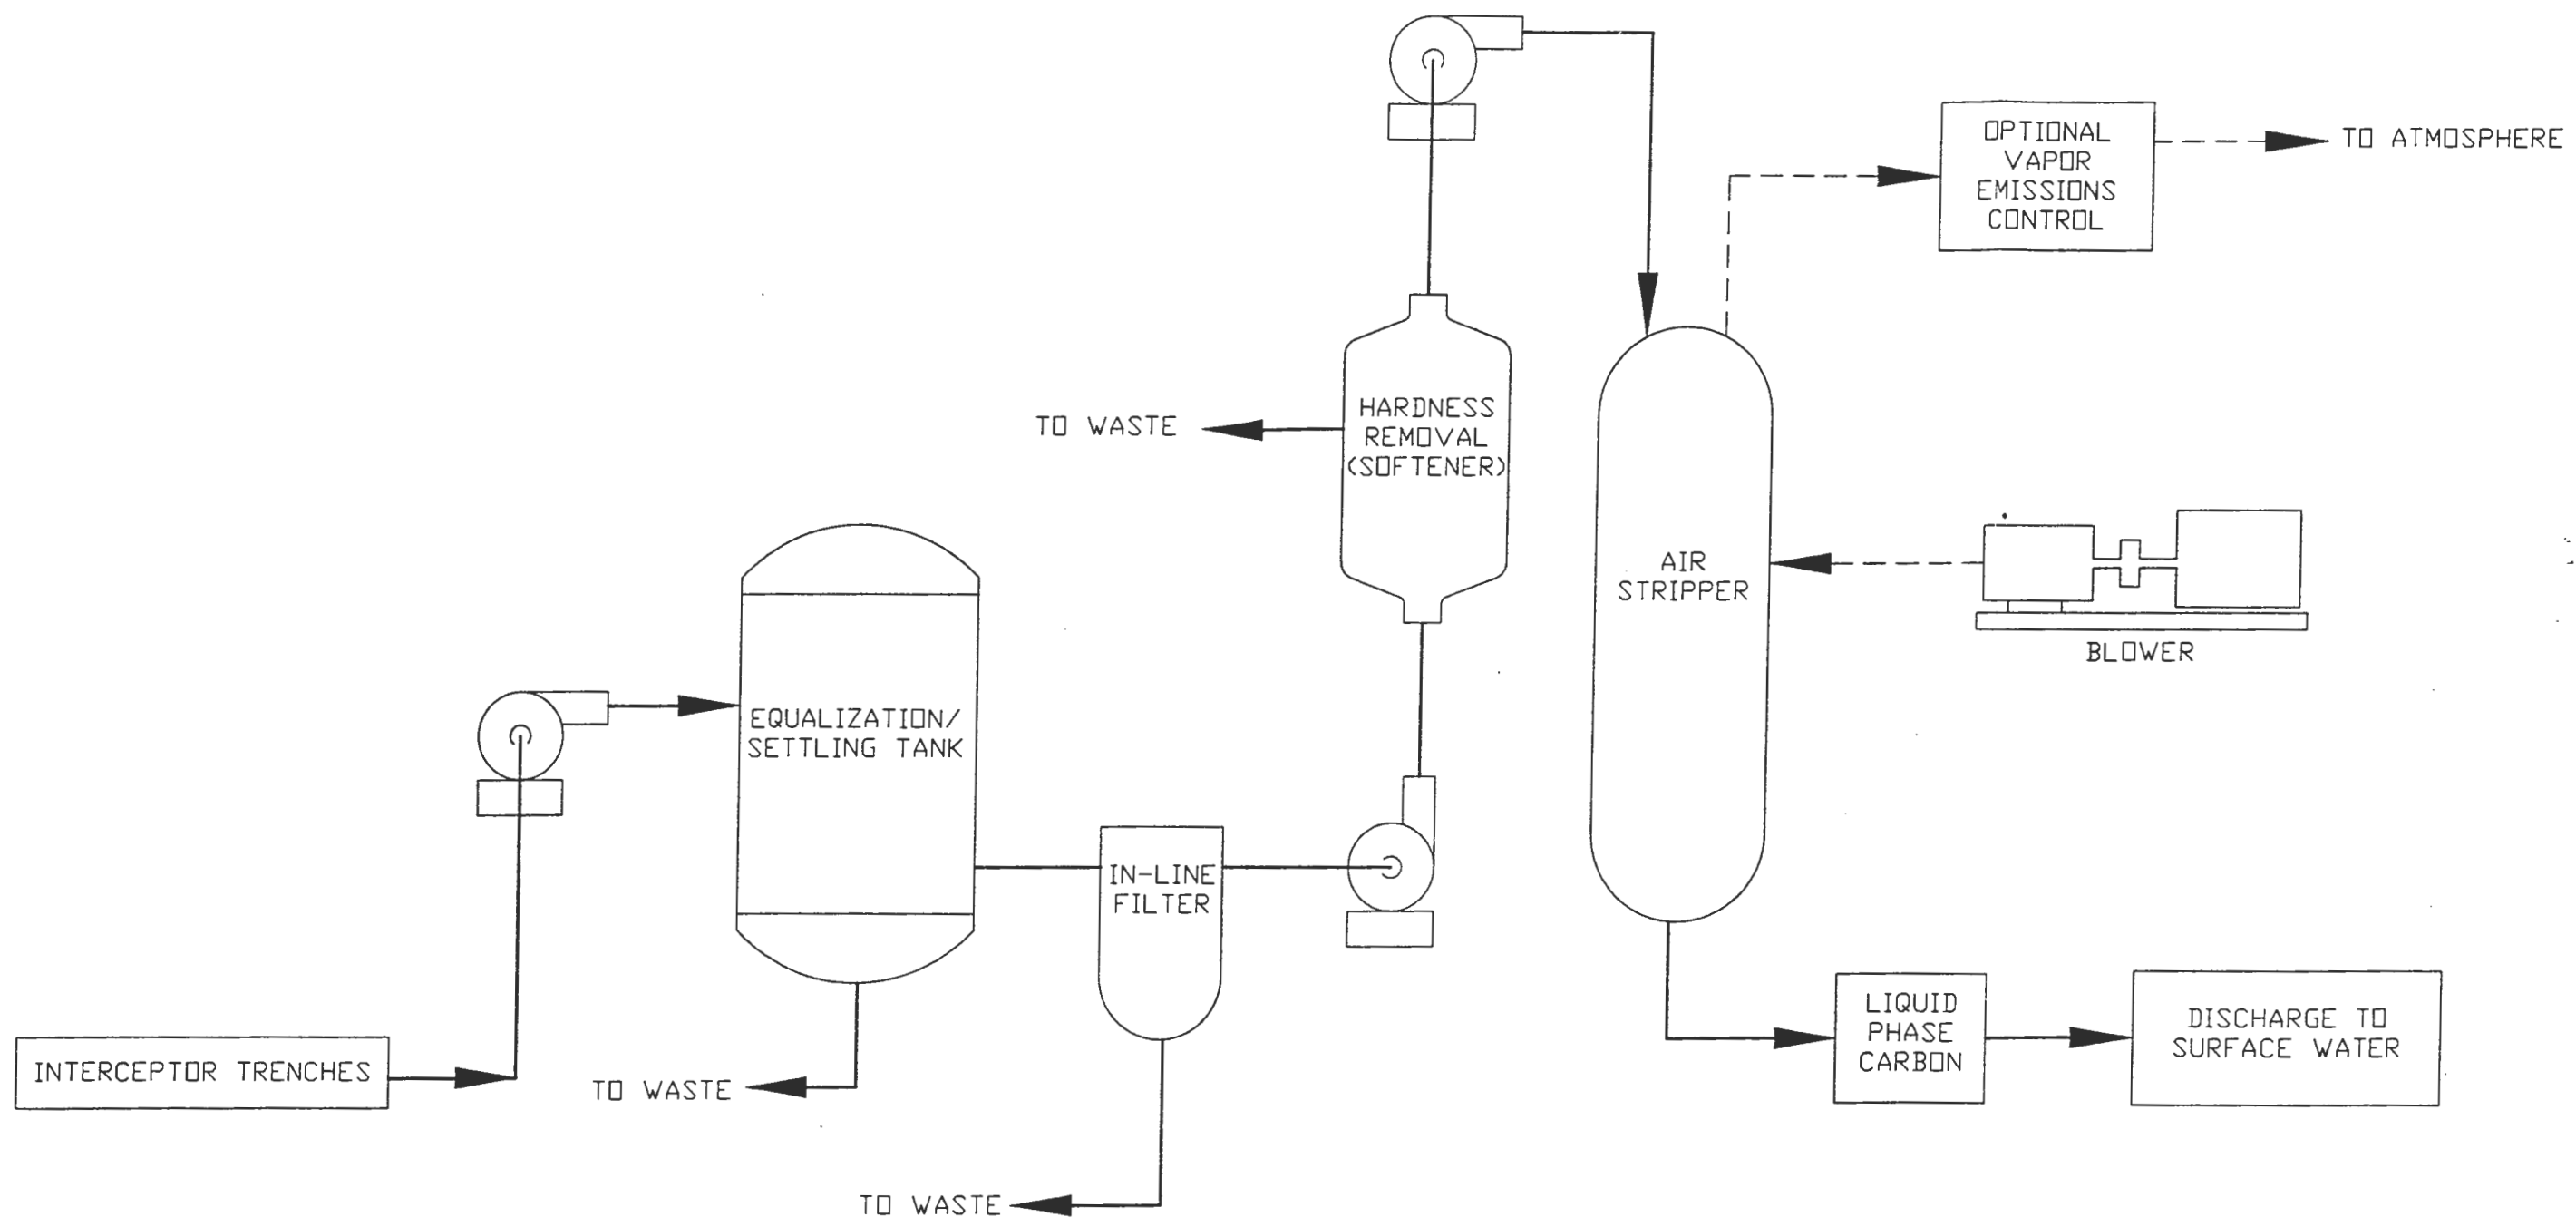 OPTIONAL
VAPOR
EMISSIONS
CONTROL
TO ATMOSPHERE
HARDNESS
REMOVAL
(SOFTENER)
TO WASTE
AIR
STRIPPER
BLOWER
EQUALIZATION/
SETTLING TANK
IN-LINE
FILTER
INTERCEPTOR TRENCHES
TO WASTE
TO WASTE
LIQUID
PHASE
CARBON
DISCHARGE TO
SURFACE WATER